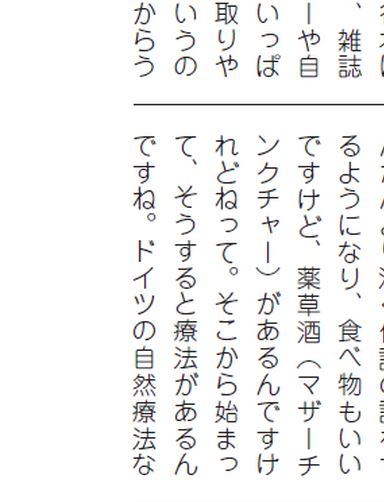 、雑誌
ーや自
いっぱ
取りや
いうの
からう
るようになり、食べ物もいい
ですけど、薬草酒（マザーチ
ンクチャー）があるんですけ
れどねって。そこから始まっ
て、そうすると療法があるん
ですね。ドイツの自然療法な